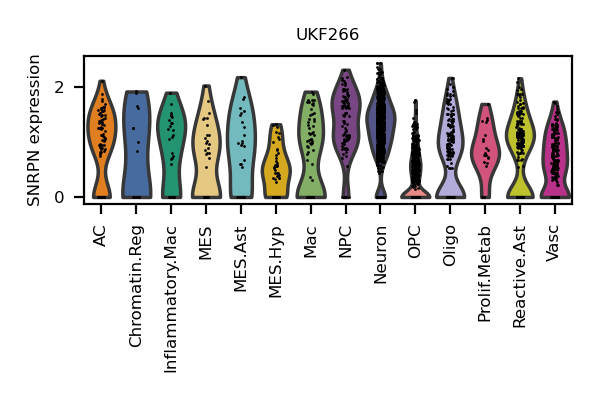 UKF266
SNRPN expression
2
0
AC
Chromatin.Reg
Inflammatory.Mac
MES
MES.Ast
MES.Hyp
Mac
NPC
Neuron
OPC
Oligo
Prolif.Metab
Reactive.Ast
Vasc